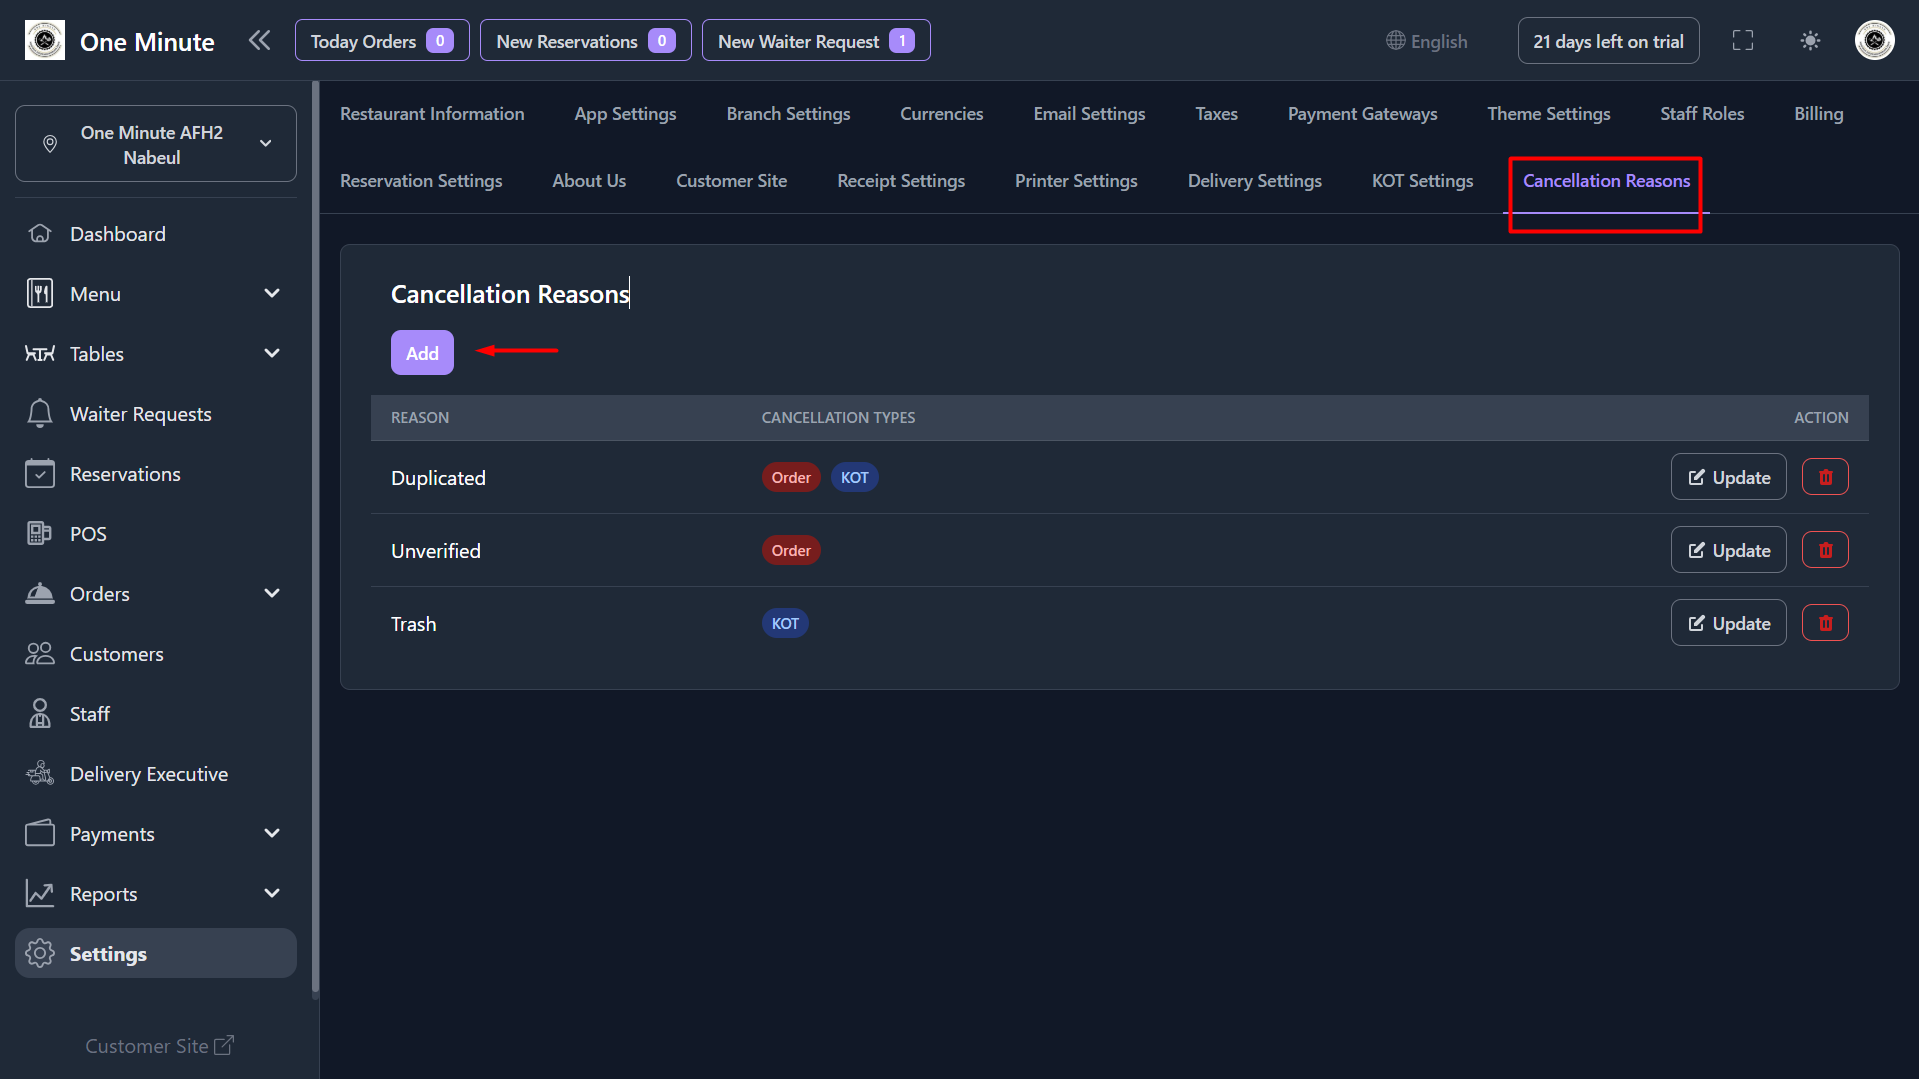 One Minute
Today Orders 0
New Reservations 0
New Waiter Request 1
English
21 days left on trial
One Minute AFH2
Nabeul
Dashboard
Menu
Tables
Waiter Requests
Reservations
POS
Orders
Customers
Staff
Delivery Executive
Payments
Reports
Settings
Customer Site
Restaurant Information App Settings Branch Settings Currencies Email Settings Taxes Payment Gateways Theme Settings Staff Roles Billing
Reservation Settings About Us Customer Site Receipt Settings Printer Settings Delivery Settings KOT Settings Cancellation Reasons
Cancellation Reasons
Add
REASON CANCELLATION TYPES ACTION
Duplicated Order KOT Update
Unverified Order Update
Trash KOT Update